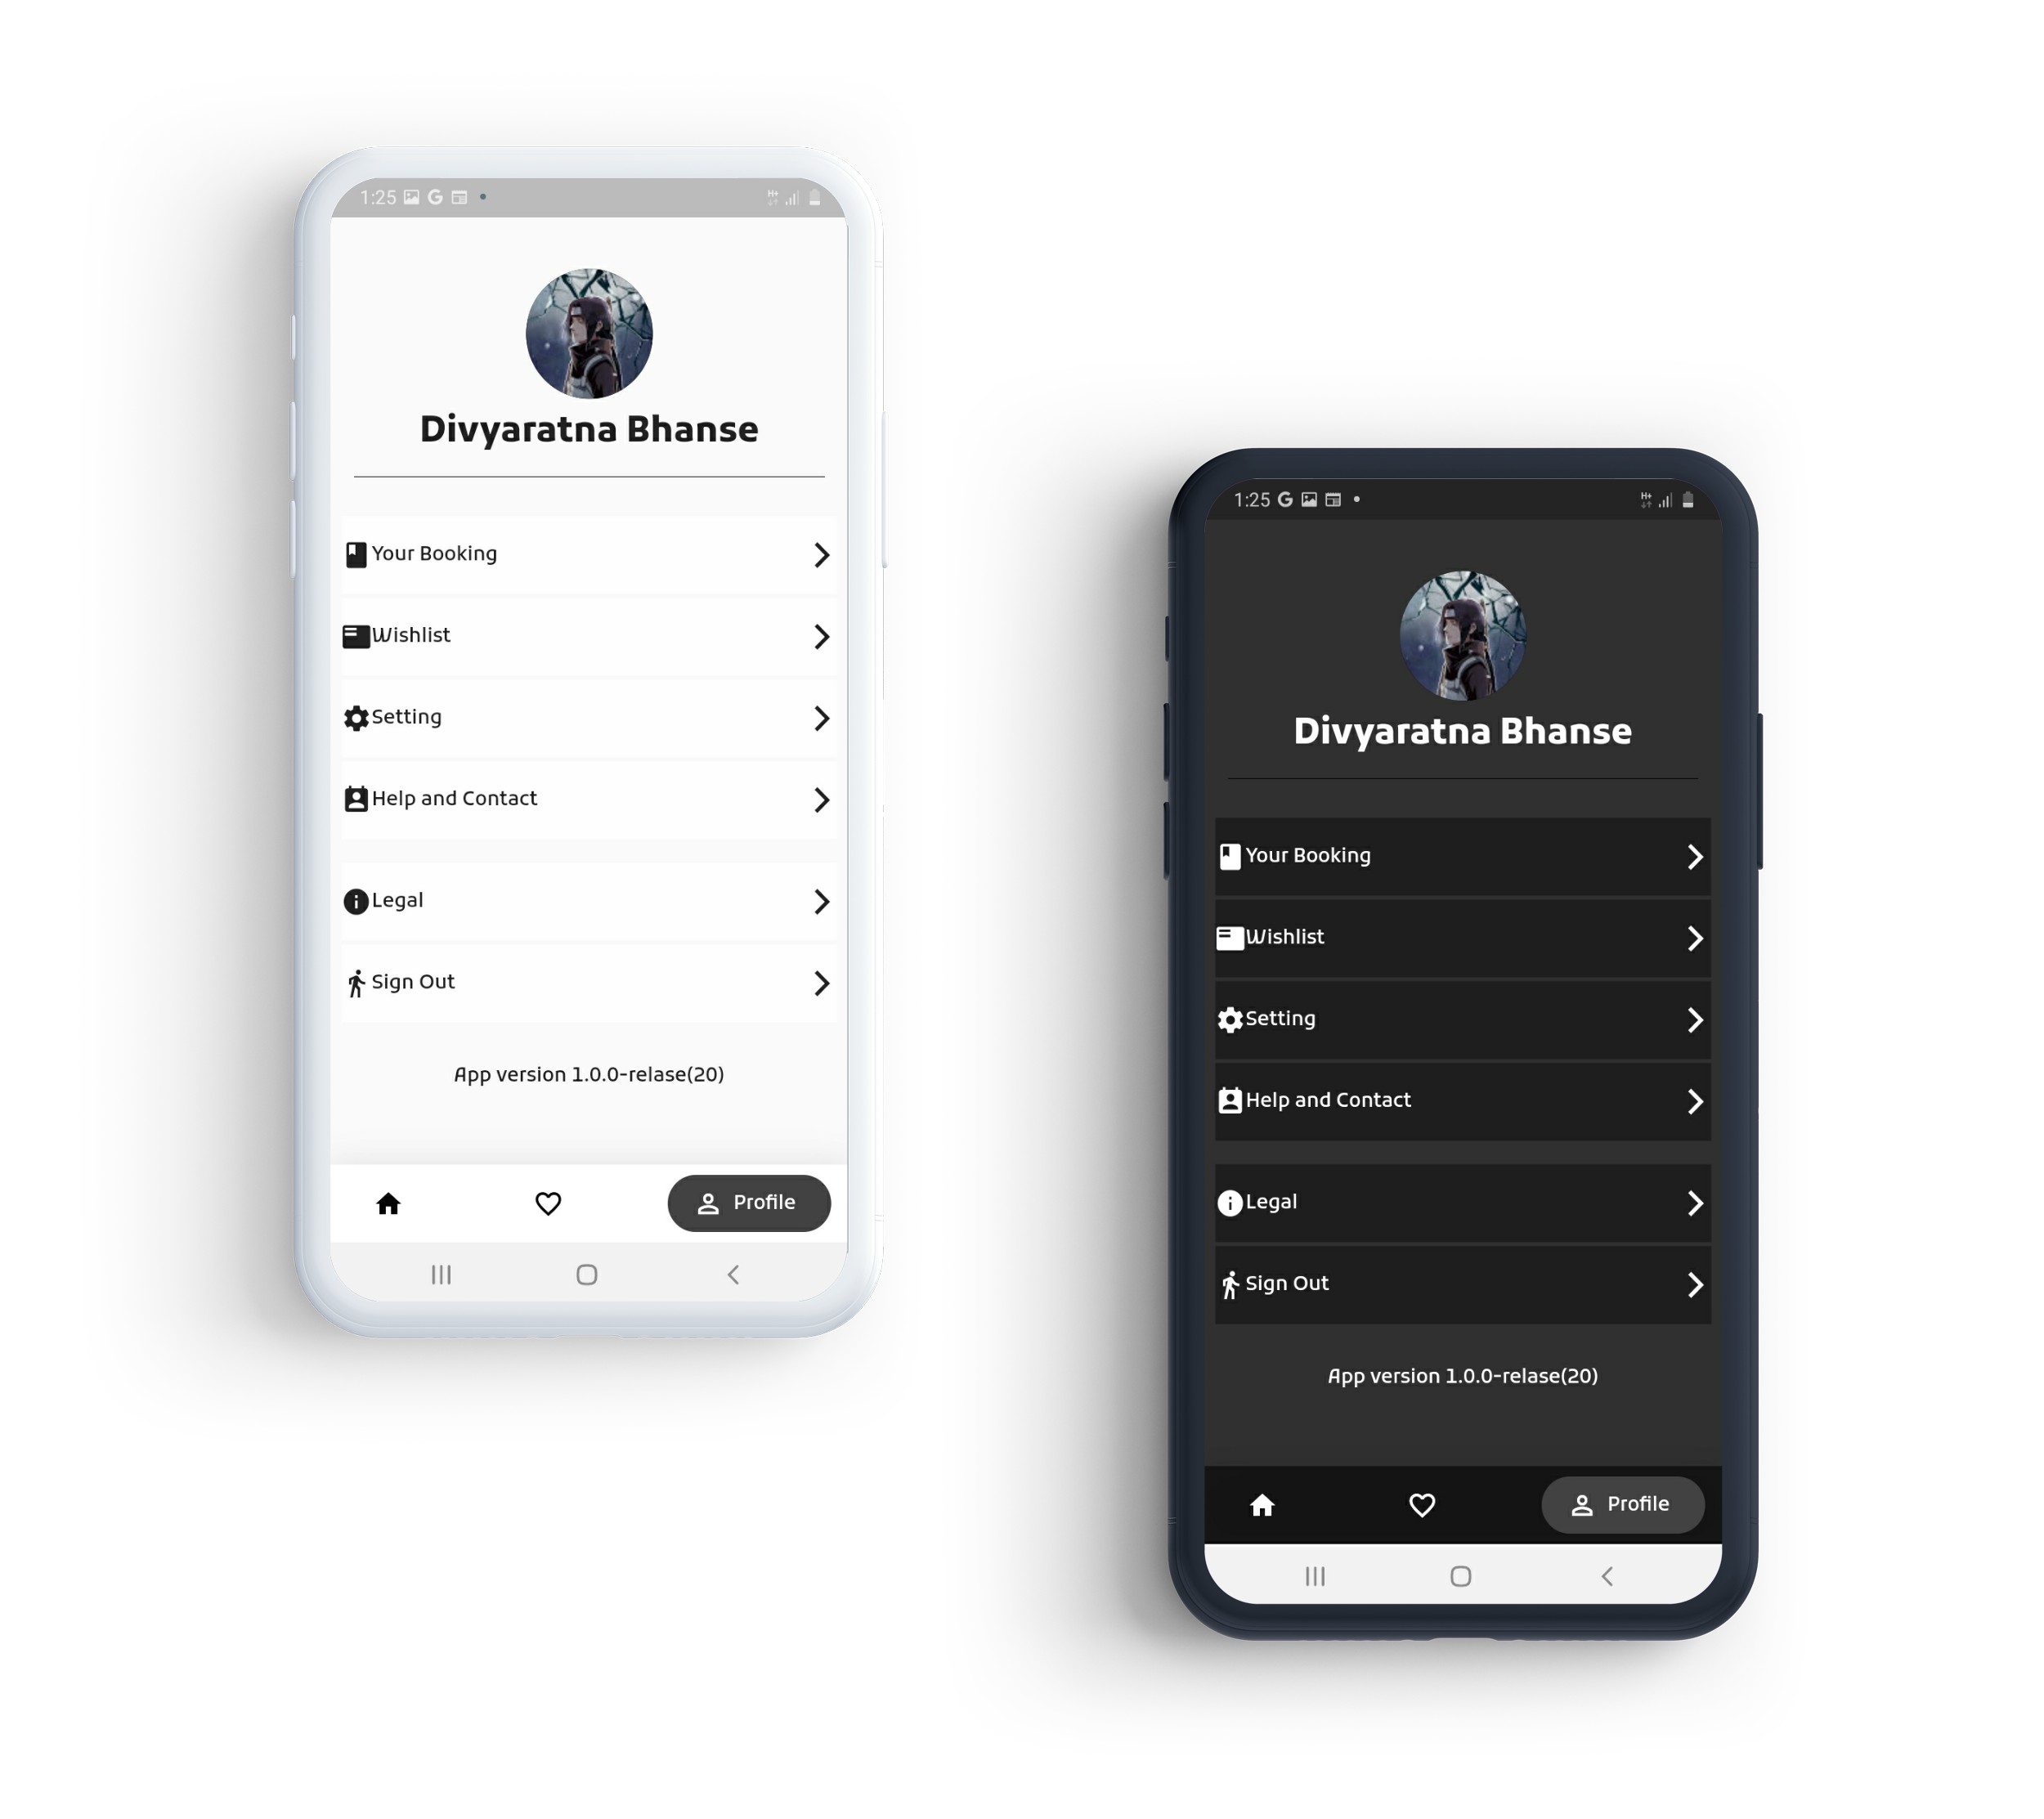 1:25
Divyaratna Bhanse
Your Booking
Wishlist
Setting
Help and Contact
Legal
Sign Out
App version 1.0.0-relase(20)
Profile
1:25
Divyaratna Bhanse
Your Booking
Wishlist
Setting
Help and Contact
Legal
Sign Out
App version 1.0.0-relase(20)
Profile